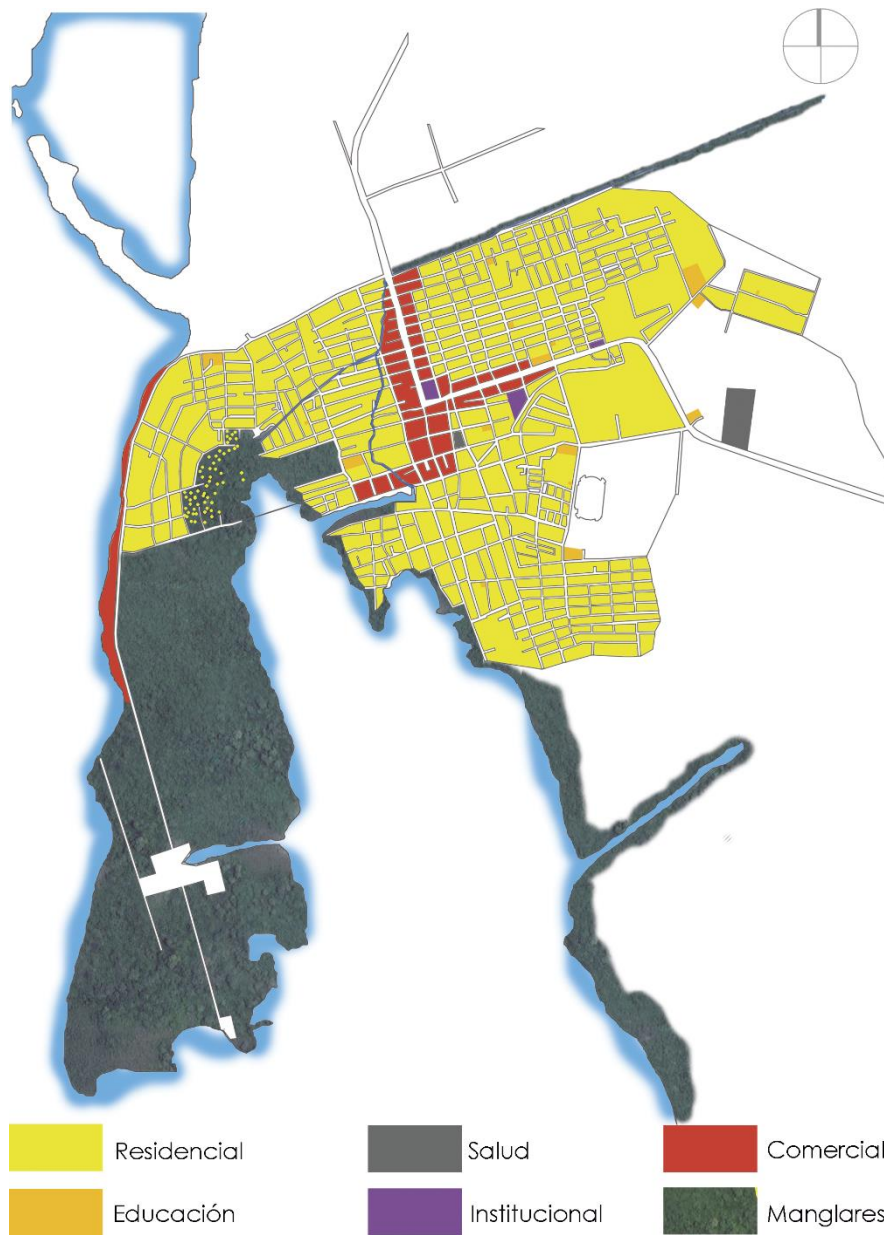 Residencial
Salud
Comercial
Educación
Institucional
Manglares